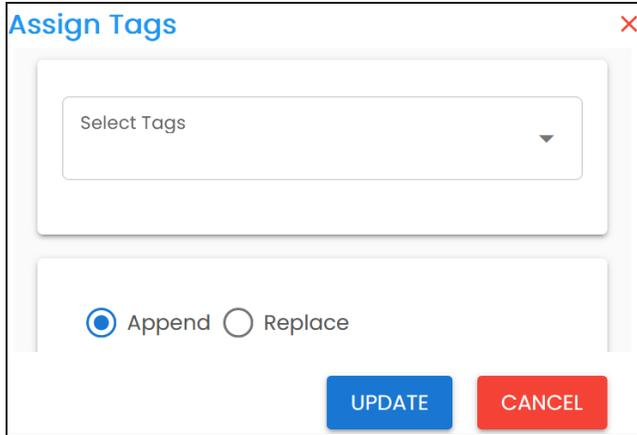 Assign Tags
Select Tags
Append Replace
UPDATE CANCEL